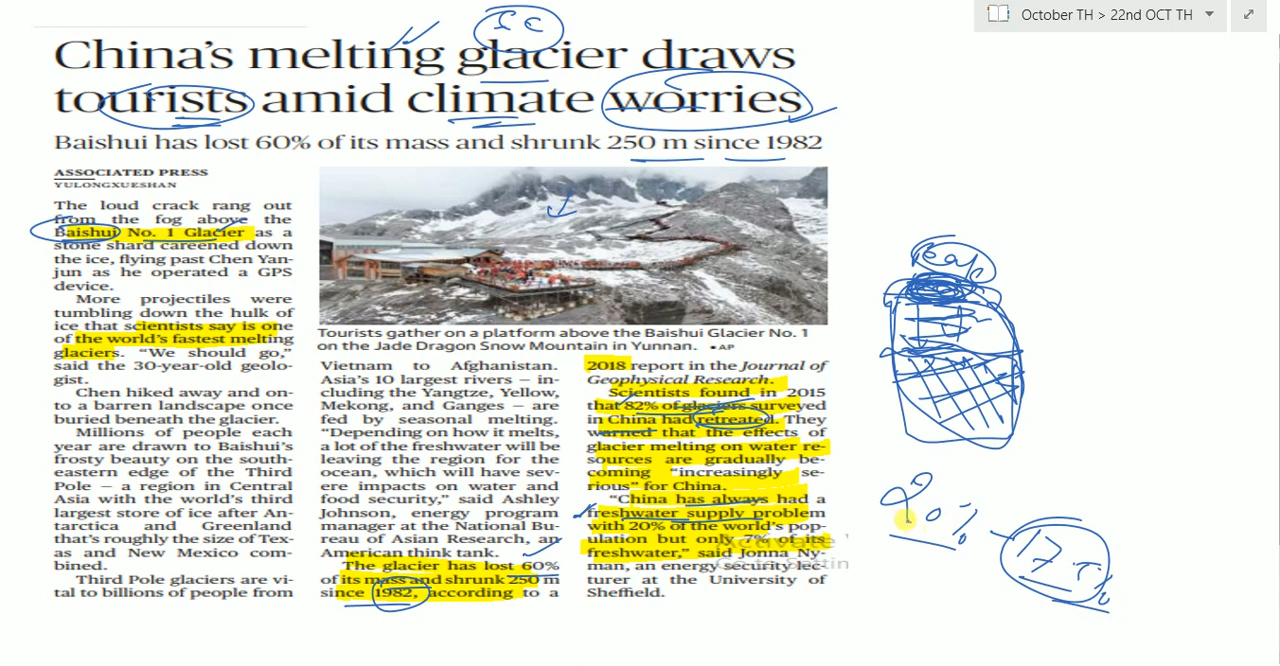 October TH > 22nd OCT TH
China's melting glacier draws
tourists amid climate worries
Baishui has lost 60% of its mass and shrunk 250 m since 1982
ASSOCIATED PRESS
YULONGXUESHAN
The loud crack rang out
from the fog above the
Baishui No. 1 Glacier as a
stone shard careened down
the ice, flying past Chen Yan-
jun as he operated a GPS
device.
More projectiles were
tumbling down the hulk of
ice that scientists say is one
of the world's fastest melting
glaciers. “We should go,”
said the 30-year-old geolo-
gist.
Chen hiked away and on-
to a barren landscape once
buried beneath the glacier.
Millions of people each
year are drawn to Baishui's
frosty beauty on the south-
eastern edge of the Third
Pole – a region in Central
Asia with the world's third
largest store of ice after An-
tarctica and Greenland
that's roughly the size of Tex-
as and New Mexico com-
bined.
Third Pole glaciers are vi-
tal to billions of people from
Tourists gather on a platform above the Baishui Glacier No. 1
on the Jade Dragon Snow Mountain in Yunnan. •AP
Vietnam to Afghanistan.
Asia's 10 largest rivers – in-
cluding the Yangtze, Yellow,
Mekong, and Ganges – are
fed by seasonal melting.
“Depending on how it melts,
a lot of the freshwater will be
leaving the region for the
ocean, which will have sev-
ere impacts on water and
food security,” said Ashley
Johnson, energy program
manager at the National Bu-
reau of Asian Research, an
American think tank.
The glacier has lost 60%
of its mass and shrunk 250 m
since 1982, according to a
2018 report in the Journal of
Geophysical Research.
Scientists found in 2015
that 82% of glaciers surveyed
in China had retreated. They
warned that the effects of
glacier melting on water re-
sources are gradually be-
coming “increasingly se-
rious” for China.
“China has always had a
freshwater supply problem
with 20% of the world's pop-
ulation but only 7% of its
freshwater,” said Jonna Ny-
man, an energy security lec-
turer at the University of
Sheffield.
20%